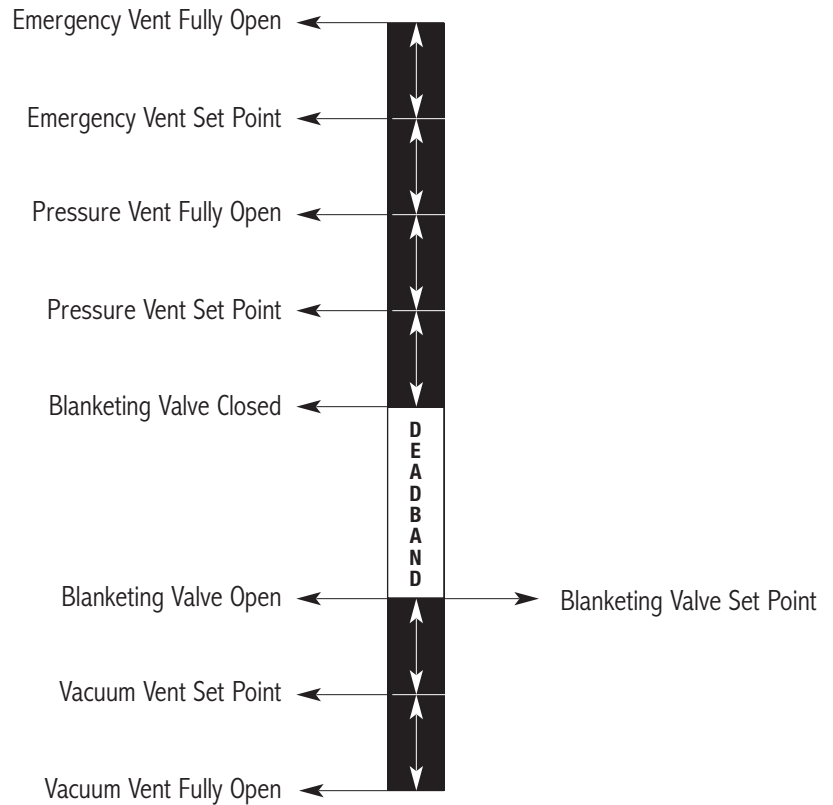 Emergency Vent Fully Open
Emergency Vent Set Point
Pressure Vent Fully Open
Pressure Vent Set Point
Blanketing Valve Closed
DEADBAND
Blanketing Valve Open
Blanketing Valve Set Point
Vacuum Vent Set Point
Vacuum Vent Fully Open